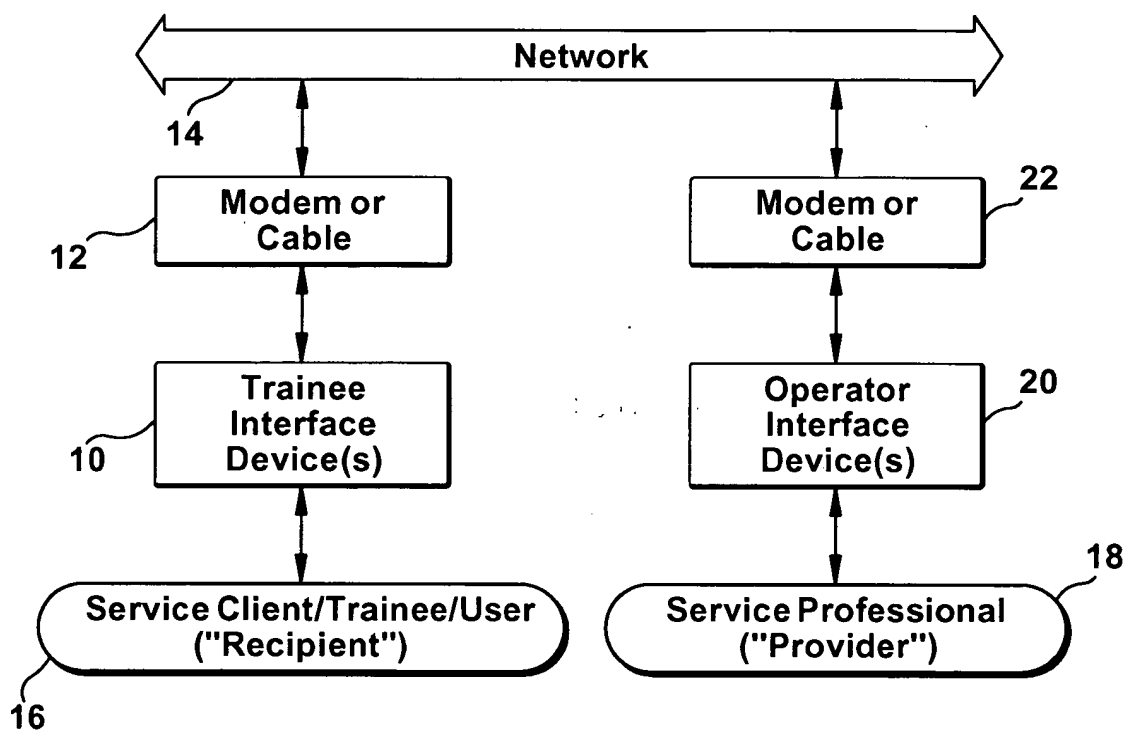 Network
14
Modem or
Cable
12
Modem or
Cable
22
Trainee
Interface
Device(s)
10
Operator
Interface
Device(s)
20
Service Client/Trainee/User
("Recipient")
16
Service Professional
("Provider")
18